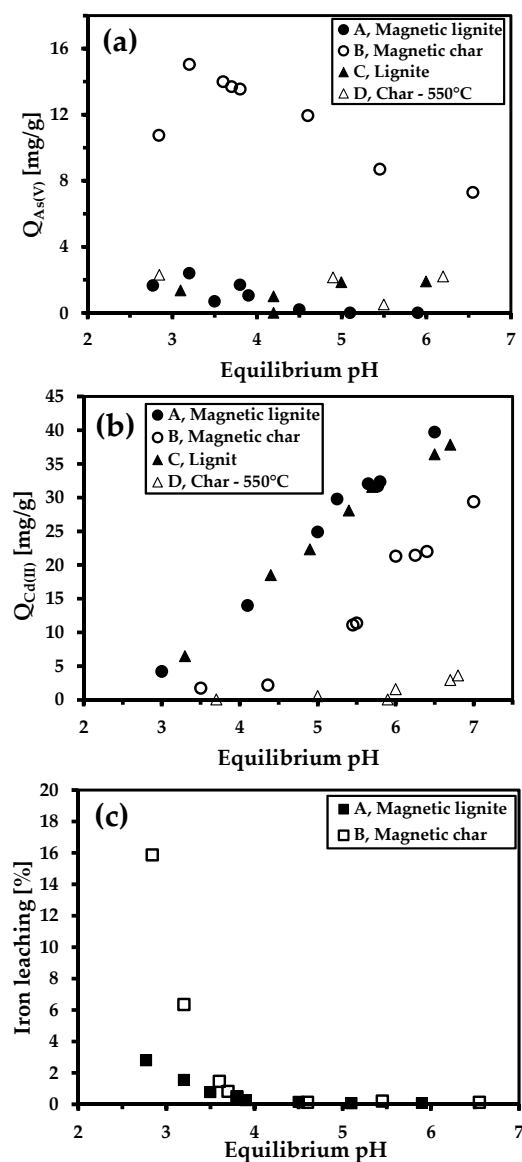 (a)
A, Magnetic lignite
B, Magnetic char
C, Lignite
D, Char - 550°C
Q_As(V) [mg/g]
16
12
8
4
0
2 3 4 5 6 7
Equilibrium pH
(b)
A, Magnetic lignite
B, Magnetic char
C, Lignit
D, Char - 550°C
Q_Cd(II) [mg/g]
45
40
35
30
25
20
15
10
5
0
2 3 4 5 6 7
Equilibrium pH
(c)
A, Magnetic lignite
B, Magnetic char
Iron leaching [%]
20
18
16
14
12
10
8
6
4
2
0
2 3 4 5 6 7
Equilibrium pH